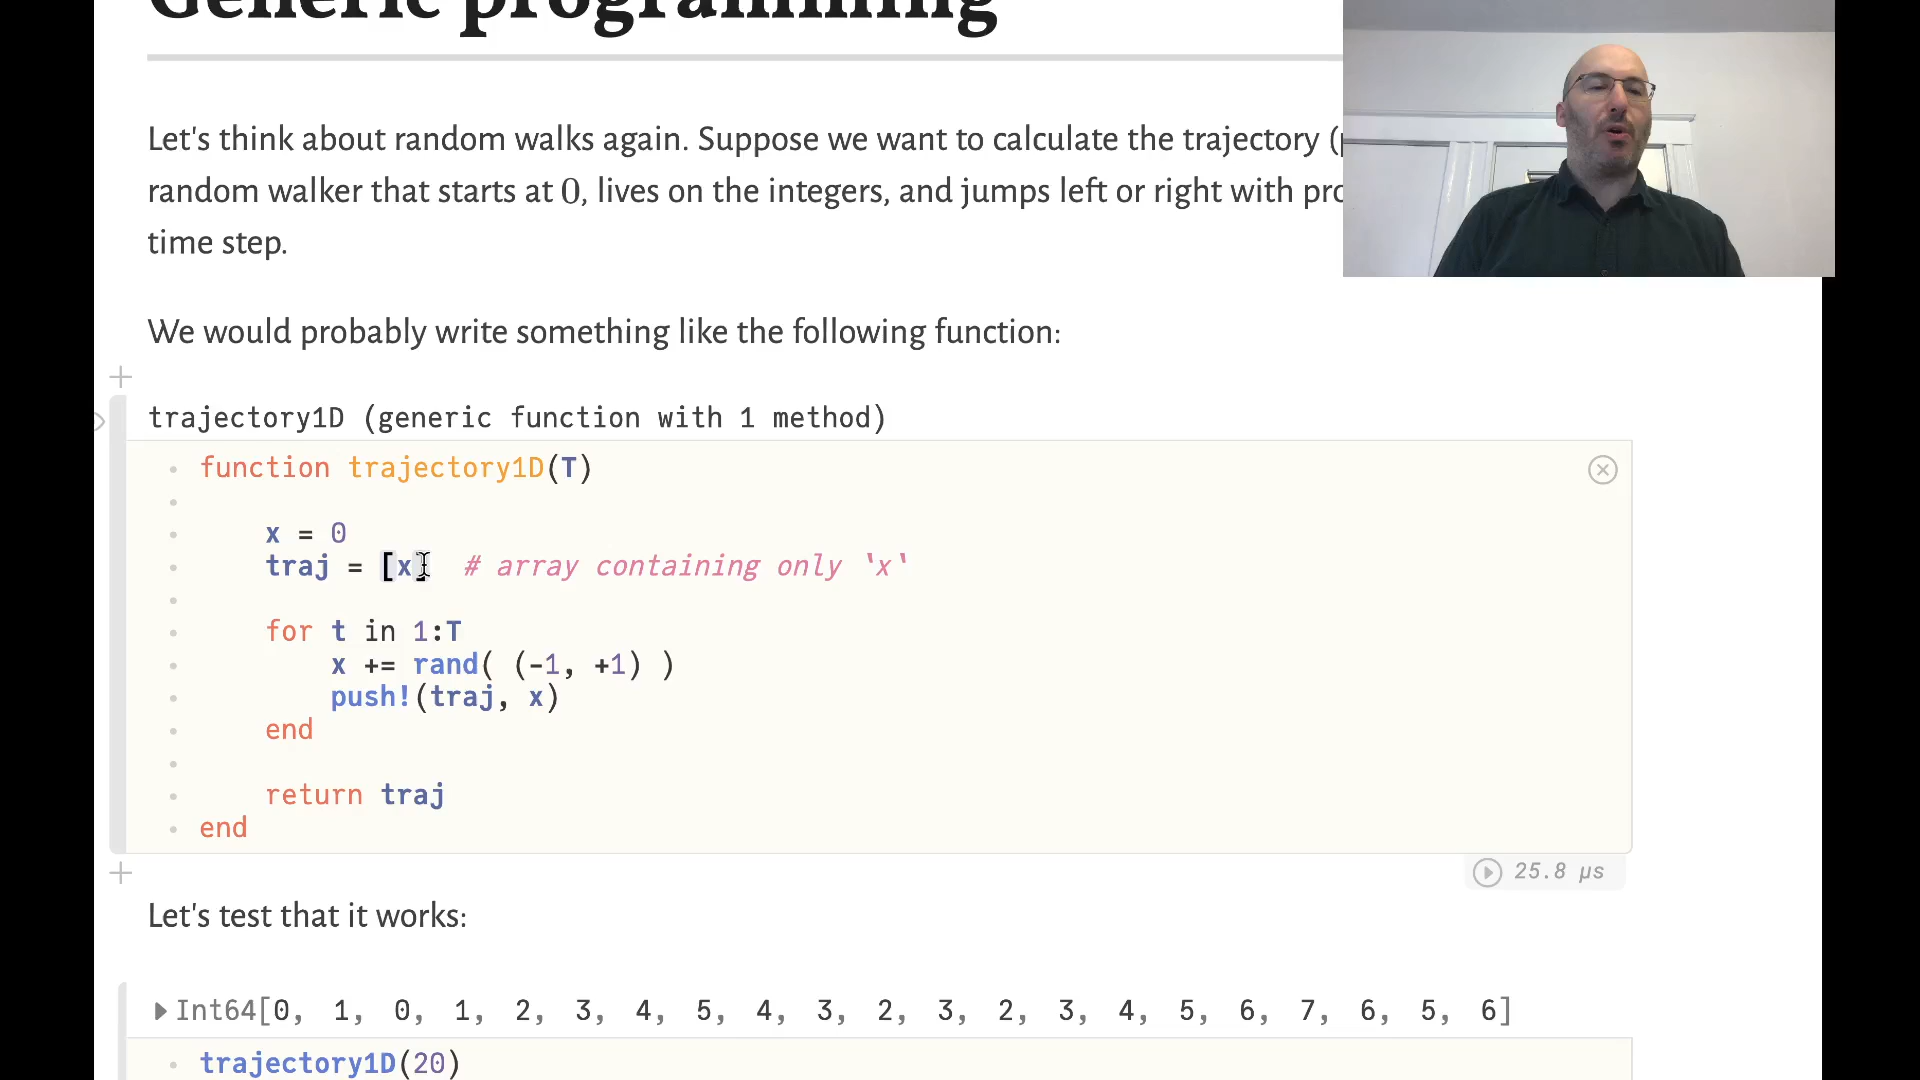 Generic programming
Let's think about random walks again. Suppose we want to calculate the trajectory
random walker that starts at 0, lives on the integers, and jumps left or right with
time step.
We would probably write something like the following function:
trajectory1D (generic function with 1 method)
function trajectory1D(T)
x = 0
traj = [x]  # array containing only `x`
for t in 1:T
x += rand( (-1, +1) )
push!(traj, x)
end
return traj
end
25.8 μs
Let's test that it works:
Int64[0, 1, 0, 1, 2, 3, 4, 5, 4, 3, 2, 3, 2, 3, 4, 5, 6, 7, 6, 5, 6]
trajectory1D(20)